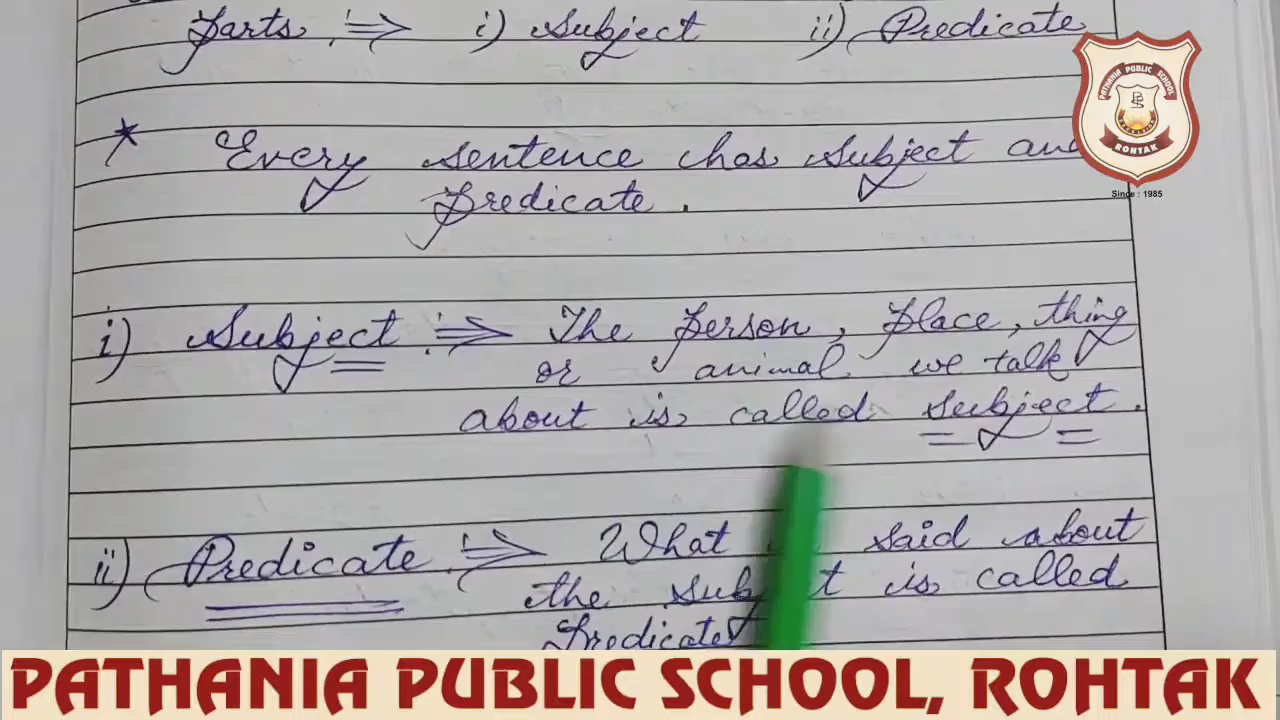 Parts :⇒ i) Subject ii) Predicate
* Every sentence has Subject and
Predicate.
i) Subject :⇒ The Person, Place, thing
or animal we talk
about is called Subject.
ii) Predicate :⇒ What said about
the Subject is called
Predicate
PATHANIA PUBLIC SCHOOL
ROHTAK
Since : 1985
PATHANIA PUBLIC SCHOOL, ROHTAK